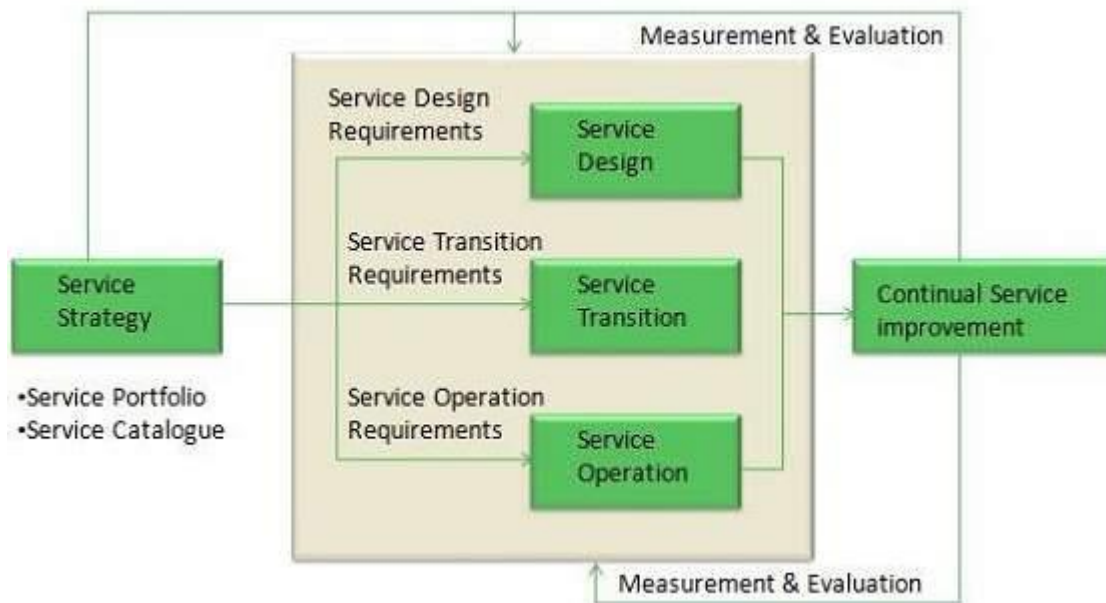 Measurement & Evaluation
Service Design
Requirements
Service
Design
Service Transition
Requirements
Service
Strategy
Service
Transition
Continual Service
improvement
•Service Portfolio
•Service Catalogue
Service Operation
Requirements
Service
Operation
Measurement & Evaluation